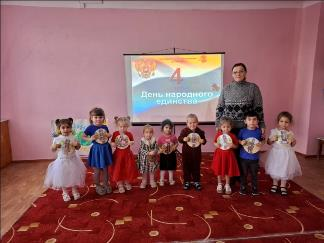 4
День народного
единства